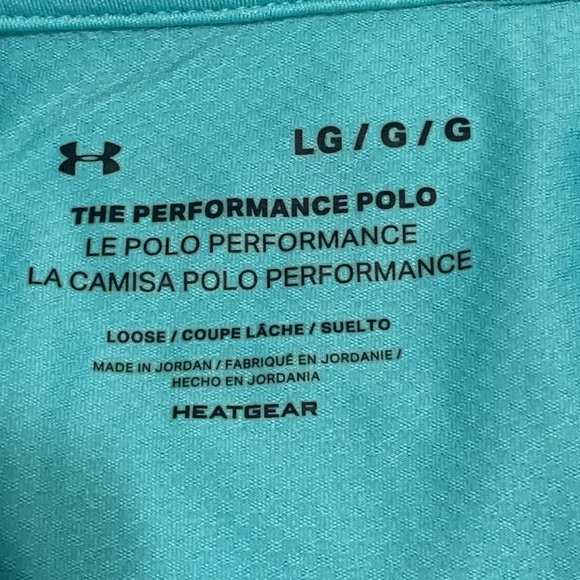 LG / G / G
THE PERFORMANCE POLO
LE POLO PERFORMANCE
LA CAMISA POLO PERFORMANCE
LOOSE / COUPE LÂCHE / SUELTO
MADE IN JORDAN / FABRIQUÉ EN JORDANIE /
HECHO EN JORDANIA
HEATGEAR